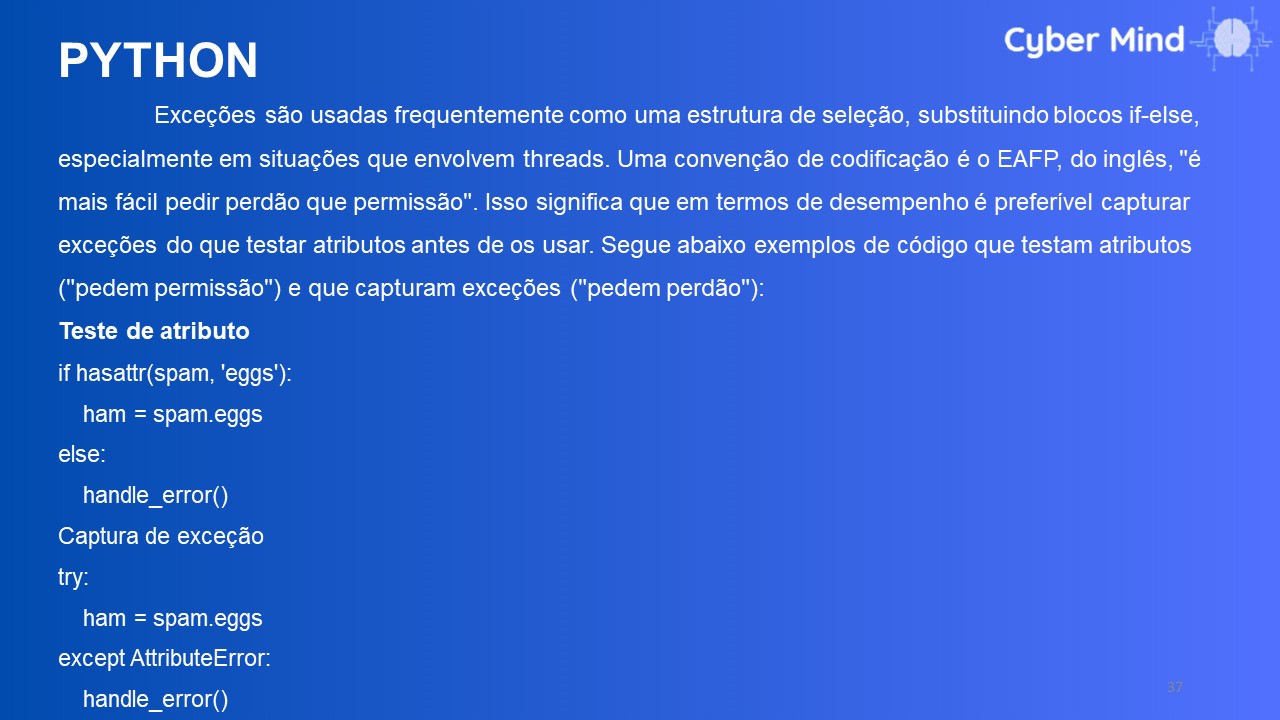 PYTHON
Cyber Mind
Exceções são usadas frequentemente como uma estrutura de seleção, substituindo blocos if-else,
especialmente em situações que envolvem threads. Uma convenção de codificação é o EAFP, do inglês, "é
mais fácil pedir perdão que permissão". Isso significa que em termos de desempenho é preferível capturar
exceções do que testar atributos antes de os usar. Segue abaixo exemplos de código que testam atributos
("pedem permissão") e que capturam exceções ("pedem perdão"):
Teste de atributo
if hasattr(spam, 'eggs'):
    ham = spam.eggs
else:
    handle_error()
Captura de exceção
try:
    ham = spam.eggs
except AttributeError:
    handle_error()
37